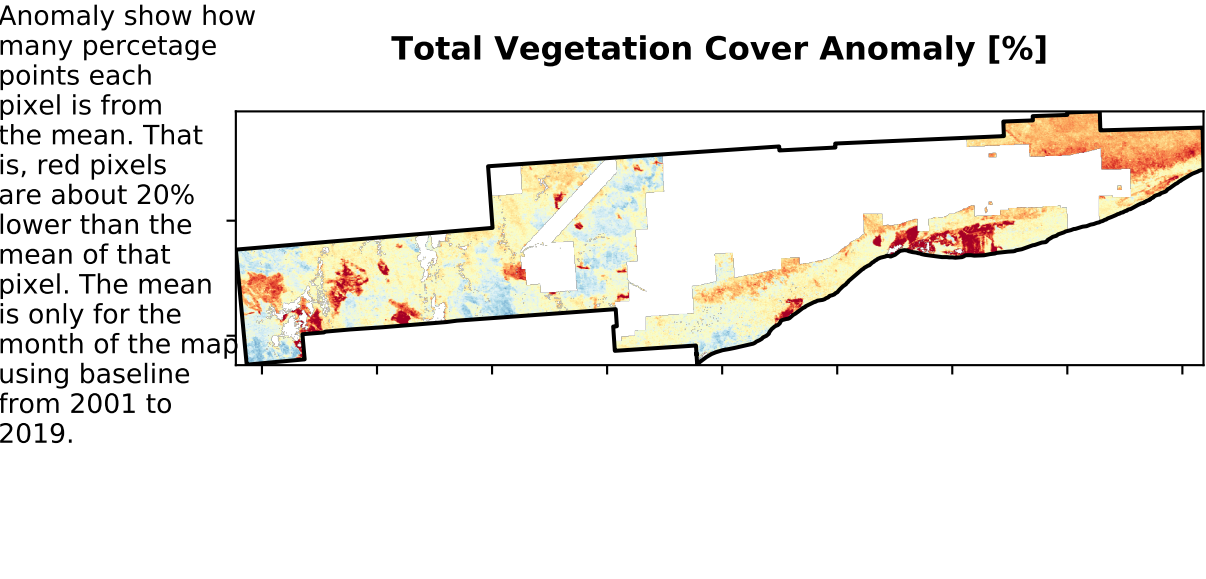 Anomaly show how
many percetage
points each
pixel is from
the mean. That
is, red pixels
are about 20%
lower than the
mean of that
pixel. The mean
is only for the
month of the map
using baseline
from 2001 to
2019.
Total Vegetation Cover Anomaly [%]